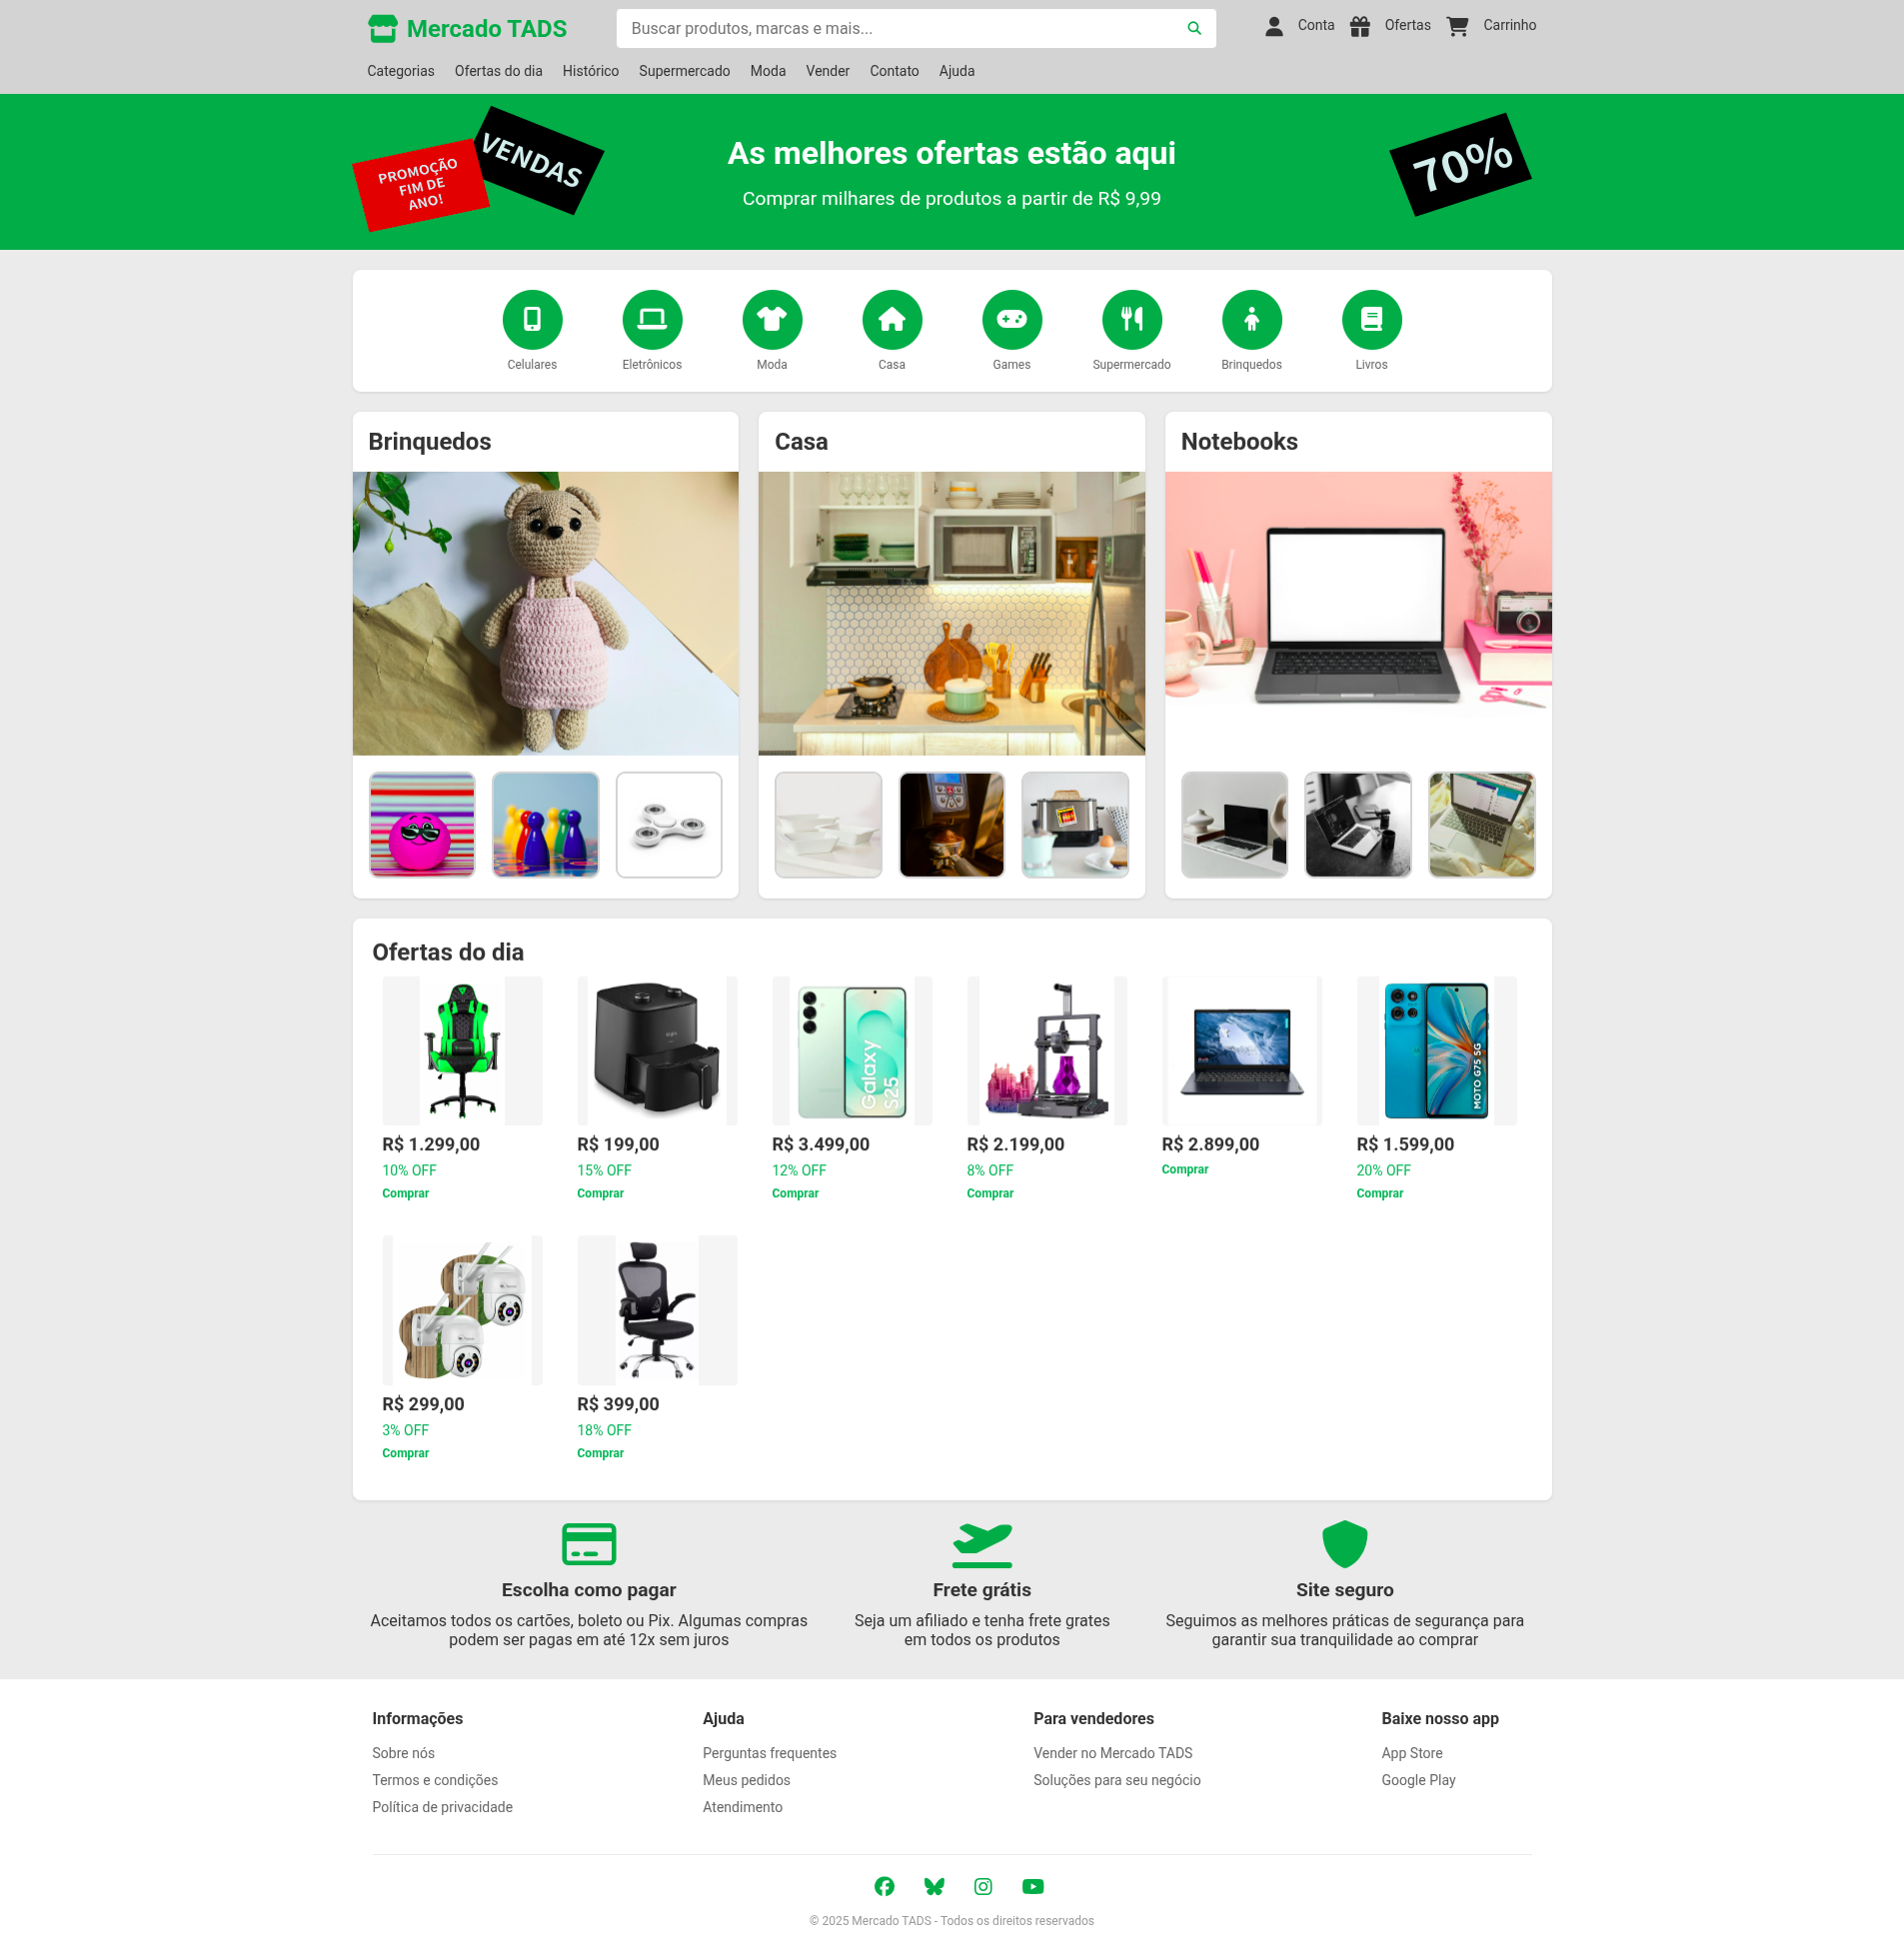 Mercado TADS
Buscar produtos, marcas e mais...
Conta
Ofertas
Carrinho
Categorias
Ofertas do dia
Histórico
Supermercado
Moda
Vender
Contato
Ajuda
PROMOÇÃO
FIM DE
ANO!
VENDAS
As melhores ofertas estão aqui
Comprar milhares de produtos a partir de R$ 9,99
70%
Celulares
Eletrônicos
Moda
Casa
Games
Supermercado
Brinquedos
Livros
Brinquedos
Casa
Notebooks
Ofertas do dia
Galaxy
S25
MOTO G75 5G
R$ 1.299,00
10% OFF
Comprar
R$ 199,00
15% OFF
Comprar
R$ 3.499,00
12% OFF
Comprar
R$ 2.199,00
8% OFF
Comprar
R$ 2.899,00
Comprar
R$ 1.599,00
20% OFF
Comprar
R$ 299,00
3% OFF
Comprar
R$ 399,00
18% OFF
Comprar
Escolha como pagar
Aceitamos todos os cartões, boleto ou Pix. Algumas compras
podem ser pagas em até 12x sem juros
Frete grátis
Seja um afiliado e tenha frete grates
em todos os produtos
Site seguro
Seguimos as melhores práticas de segurança para
garantir sua tranquilidade ao comprar
Informações
Sobre nós
Termos e condições
Política de privacidade
Ajuda
Perguntas frequentes
Meus pedidos
Atendimento
Para vendedores
Vender no Mercado TADS
Soluções para seu negócio
Baixe nosso app
App Store
Google Play
© 2025 Mercado TADS - Todos os direitos reservados